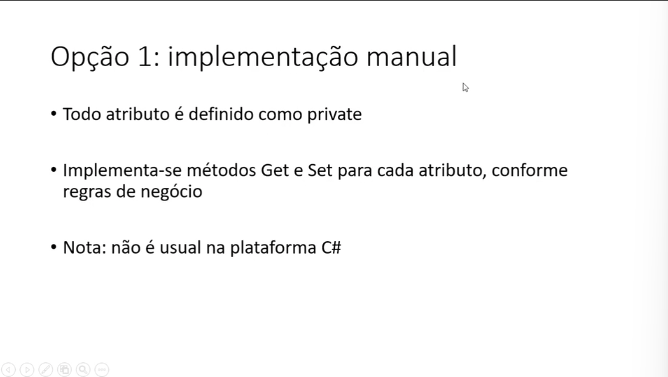 Opção 1: implementação manual
• Todo atributo é definido como private
• Implementa-se métodos Get e Set para cada atributo, conforme
regras de negócio
• Nota: não é usual na plataforma C#